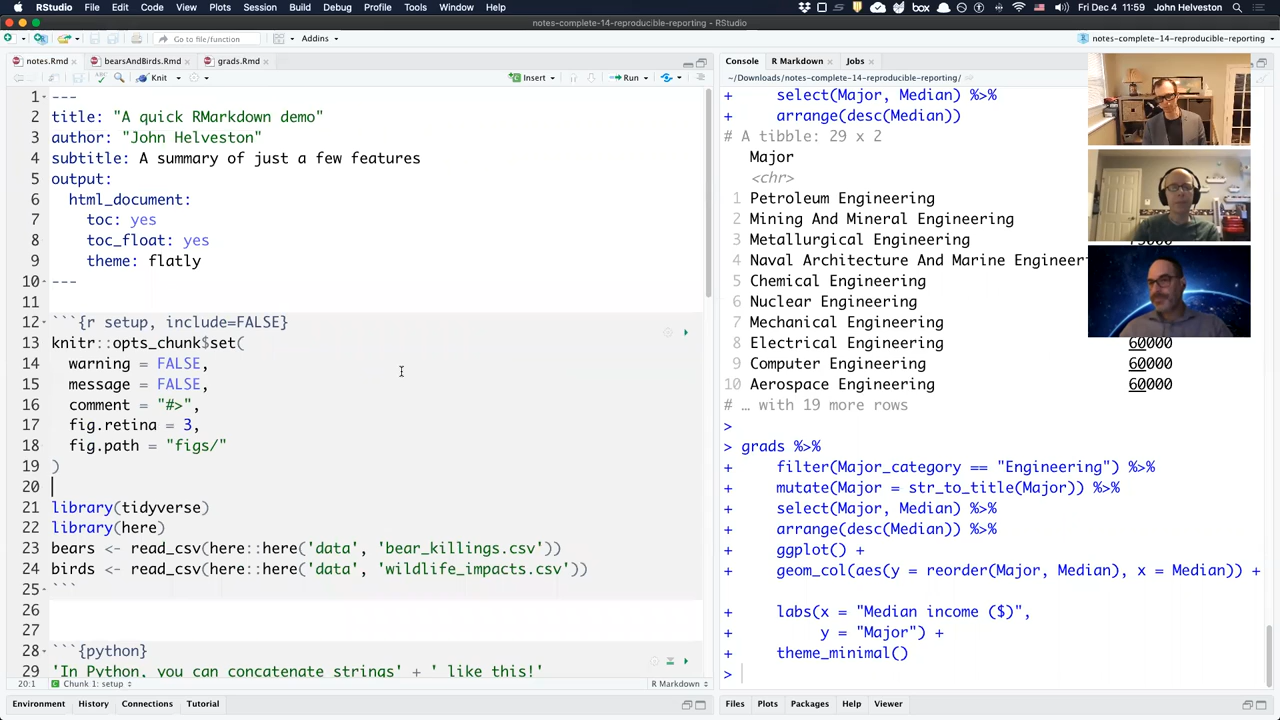 RStudio File Edit Code View Plots Session Build Debug Profile Tools Window Help
box
100% Fri Dec 4 11:59 John Helveston
notes-complete-14-reproducible-reporting - RStudio
Go to file/function
Addins
notes-complete-14-reproducible-reporting
notes.Rmd bearsAndBirds.Rmd grads.Rmd
Knit Insert Run
1 ---
2 title: "A quick RMarkdown demo"
3 author: "John Helveston"
4 subtitle: A summary of just a few features
5 output:
6 html_document:
7 toc: yes
8 toc_float: yes
9 theme: flatly
10 ---
11
12 ```{r setup, include=FALSE}
13 knitr::opts_chunk$set(
14 warning = FALSE,
15 message = FALSE,
16 comment = "#>",
17 fig.retina = 3,
18 fig.path = "figs/"
19 )
20
21 library(tidyverse)
22 library(here)
23 bears <- read_csv(here::here('data', 'bear_killings.csv'))
24 birds <- read_csv(here::here('data', 'wildlife_impacts.csv'))
25 ```
26
27
28 ```{python}
29 'In Python, you can concatenate strings' + ' like this!'
20:1 Chunk 1: setup R Markdown
Environment History Connections Tutorial
Console R Markdown Jobs
~/Downloads/notes-complete-14-reproducible-reporting/
+ select(Major, Median) %>%
+ arrange(desc(Median))
# A tibble: 29 x 2
Major
<chr>
1 Petroleum Engineering
2 Mining And Mineral Engineering
3 Metallurgical Engineering
4 Naval Architecture And Marine Engineer
5 Chemical Engineering
6 Nuclear Engineering
7 Mechanical Engineering
8 Electrical Engineering 60000
9 Computer Engineering 60000
10 Aerospace Engineering 60000
# … with 19 more rows
>
> grads %>%
+ filter(Major_category == "Engineering") %>%
+ mutate(Major = str_to_title(Major)) %>%
+ select(Major, Median) %>%
+ arrange(desc(Median)) %>%
+ ggplot() +
+ geom_col(aes(y = reorder(Major, Median), x = Median)) +
+ labs(x = "Median income ($)",
+ y = "Major") +
+ theme_minimal()
>
Files Plots Packages Help Viewer